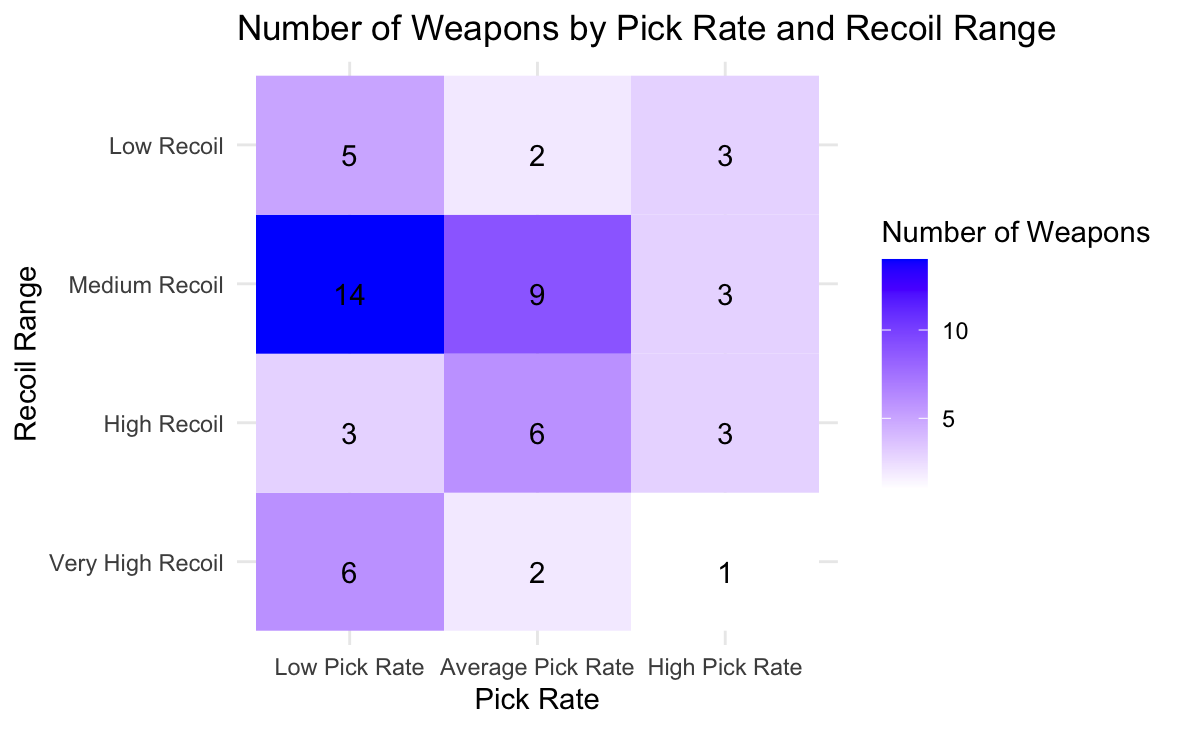 Number of Weapons by Pick Rate and Recoil Range
Low Recoil
5
2
3
Medium Recoil
14
9
3
High Recoil
3
6
3
Very High Recoil
6
2
1
Low Pick Rate
Average Pick Rate
High Pick Rate
Pick Rate
Recoil Range
Number of Weapons
10
5